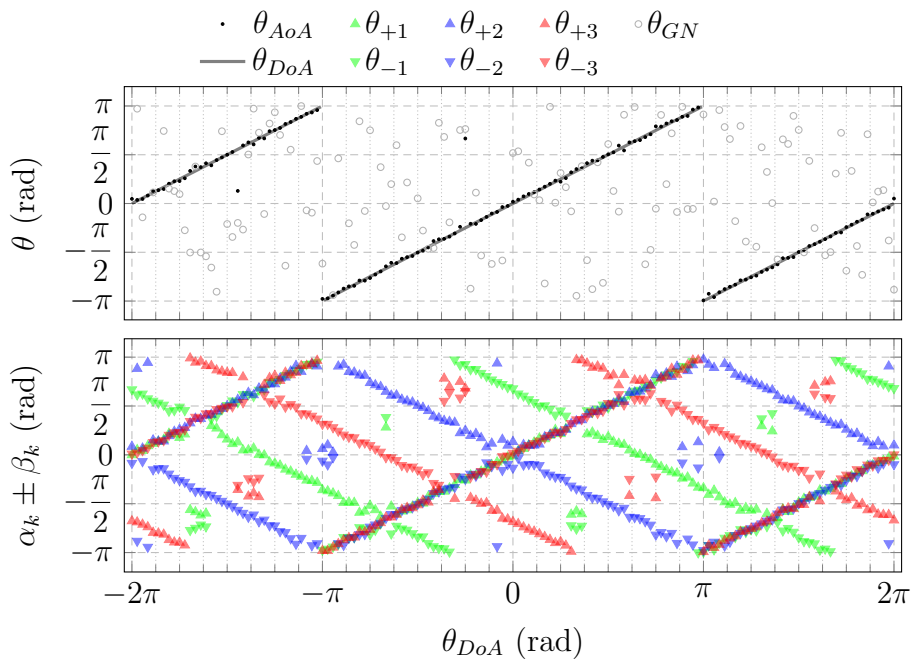 θ_AoA θ_+1 θ_+2 θ_+3 θ_GN
θ_DoA θ_−1 θ_−2 θ_−3
θ (rad)
π
π/2
0
−π/2
−π
α_k ± β_k (rad)
π
π/2
0
−π/2
−π
−2π −π 0 π 2π
θ_DoA (rad)